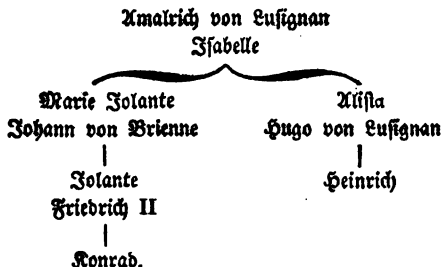 Amalrich von Lusignan
Isabelle
Marie Jolante
Johann von Brienne
Alisia
Hugo von Lusignan
Jolante
Friedrich II
Heinrich
Konrad.